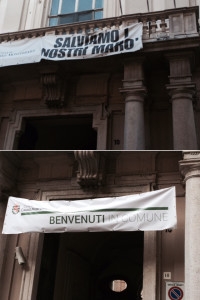 SALVIAMO I
NOSTRI MARO'
BENVENUTI IN COMUNE